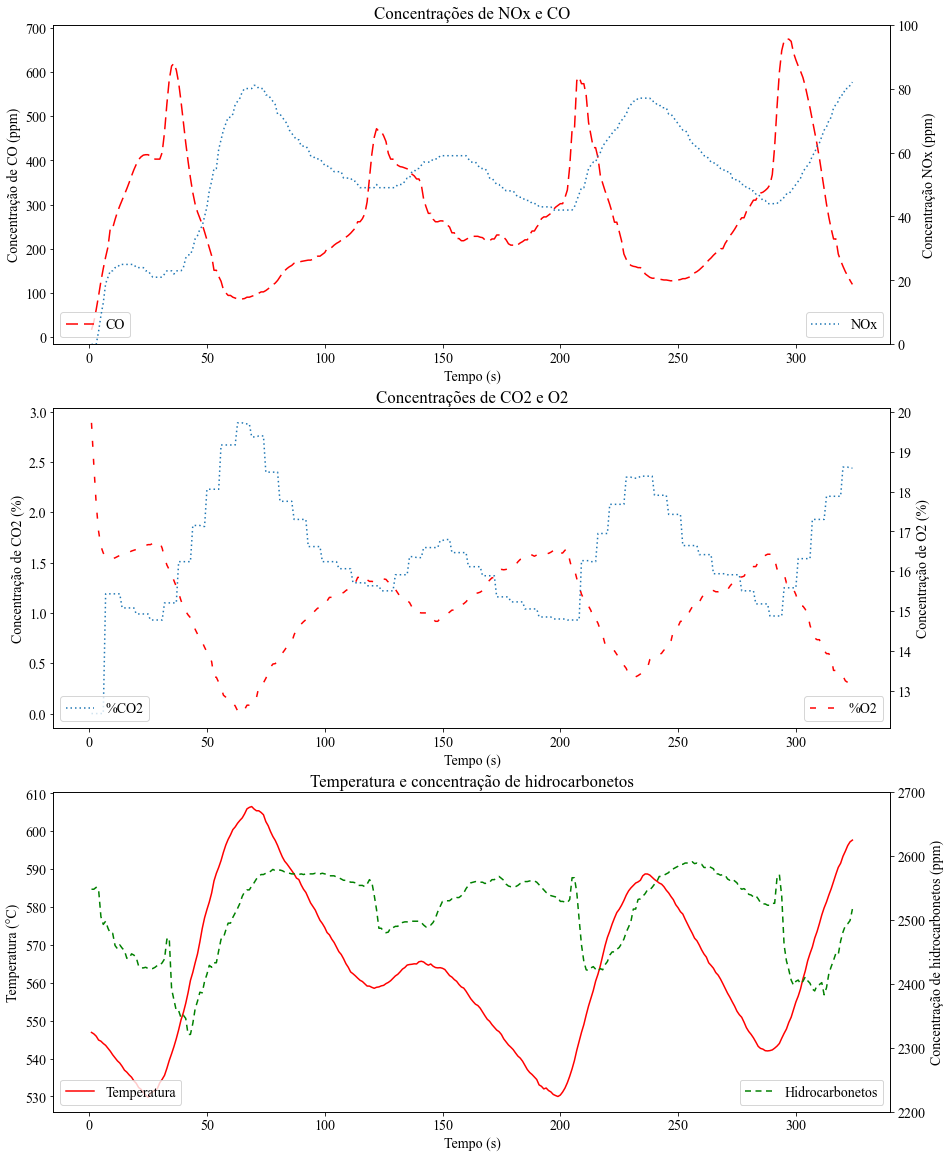 Concentrações de NOx e CO
Concentração de CO (ppm)
700
600
500
400
300
200
100
0
100
80
60
40
20
0
Concentração NOx (ppm)
CO
NOx
0 50 100 150 200 250 300
Tempo (s)
Concentrações de CO2 e O2
Concentração de CO2 (%)
3.0
2.5
2.0
1.5
1.0
0.5
0.0
20
19
18
17
16
15
14
13
Concentração de O2 (%)
%CO2
%O2
0 50 100 150 200 250 300
Tempo (s)
Temperatura e concentração de hidrocarbonetos
Temperatura (°C)
610
600
590
580
570
560
550
540
530
2700
2600
2500
2400
2300
2200
Concentração de hidrocarbonetos (ppm)
Temperatura
Hidrocarbonetos
0 50 100 150 200 250 300
Tempo (s)